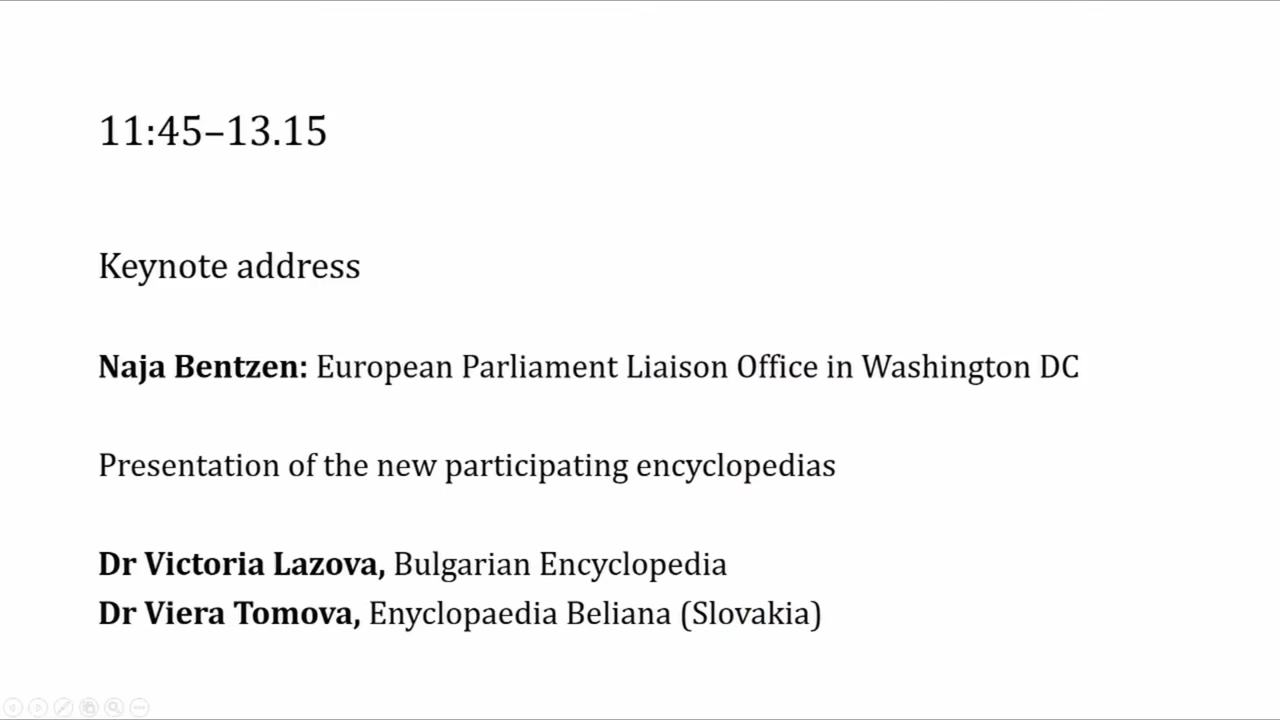 11:45–13.15
Keynote address
Naja Bentzen: European Parliament Liaison Office in Washington DC
Presentation of the new participating encyclopedias
Dr Victoria Lazova, Bulgarian Encyclopedia
Dr Viera Tomova, Enyclopaedia Beliana (Slovakia)